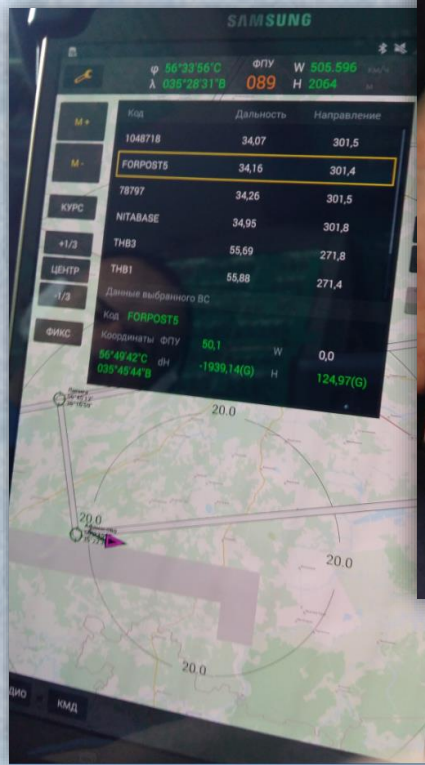 SAMSUNG
φ 56°33'56"С ФПУ W 505.596 км/ч
λ 035°28'31"В 089 H 2064 м
М+
М-
КУРС
+1/3
ЦЕНТР
-1/3
ФИКС
Код Дальность Направление
1048718 34,07 301,5
FORPOST5 34,16 301,4
78797 34,26 301,5
NITABASE 34,95 301,8
ТНВ3 55,69 271,8
ТНВ1 55,88 271,4
Данные выбранного ВС
Код FORPOST5
Координаты ФПУ 50,1 W 0,0
56°49'42"С dH -1939,14(G) H 124,97(G)
035°45'44"В
20.0
20.0
20.0
20.0
КМД